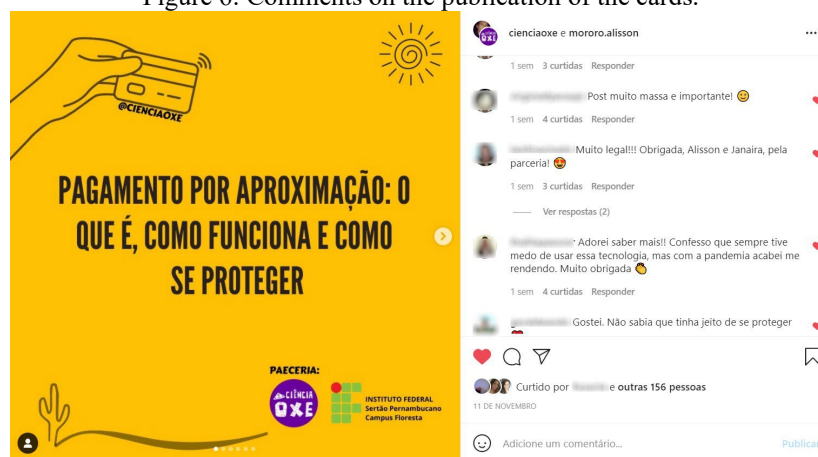 Figure 6: Comments on the publication of the cards.
@CIENCIAOXE
PAGAMENTO POR APROXIMAÇÃO: O
QUE É, COMO FUNCIONA E COMO
SE PROTEGER
PAECERIA:
CIÊNCIA
OXE
INSTITUTO FEDERAL
Sertão Pernambucano
Campus Floresta
cienciaoxe e mororo.alisson
1 sem 3 curtidas Responder
Post muito massa e importante!
1 sem 4 curtidas Responder
Muito legal!!! Obrigada, Alisson e Janaira, pela
parceria!
1 sem 3 curtidas Responder
Ver respostas (2)
Adorei saber mais!! Confesso que sempre tive
medo de usar essa tecnologia, mas com a pandemia acabei me
rendendo. Muito obrigada
1 sem 4 curtidas Responder
Gostei. Não sabia que tinha jeito de se proteger
Curtido por e outras 156 pessoas
11 DE NOVEMBRO
Adicione um comentário...
Publicar